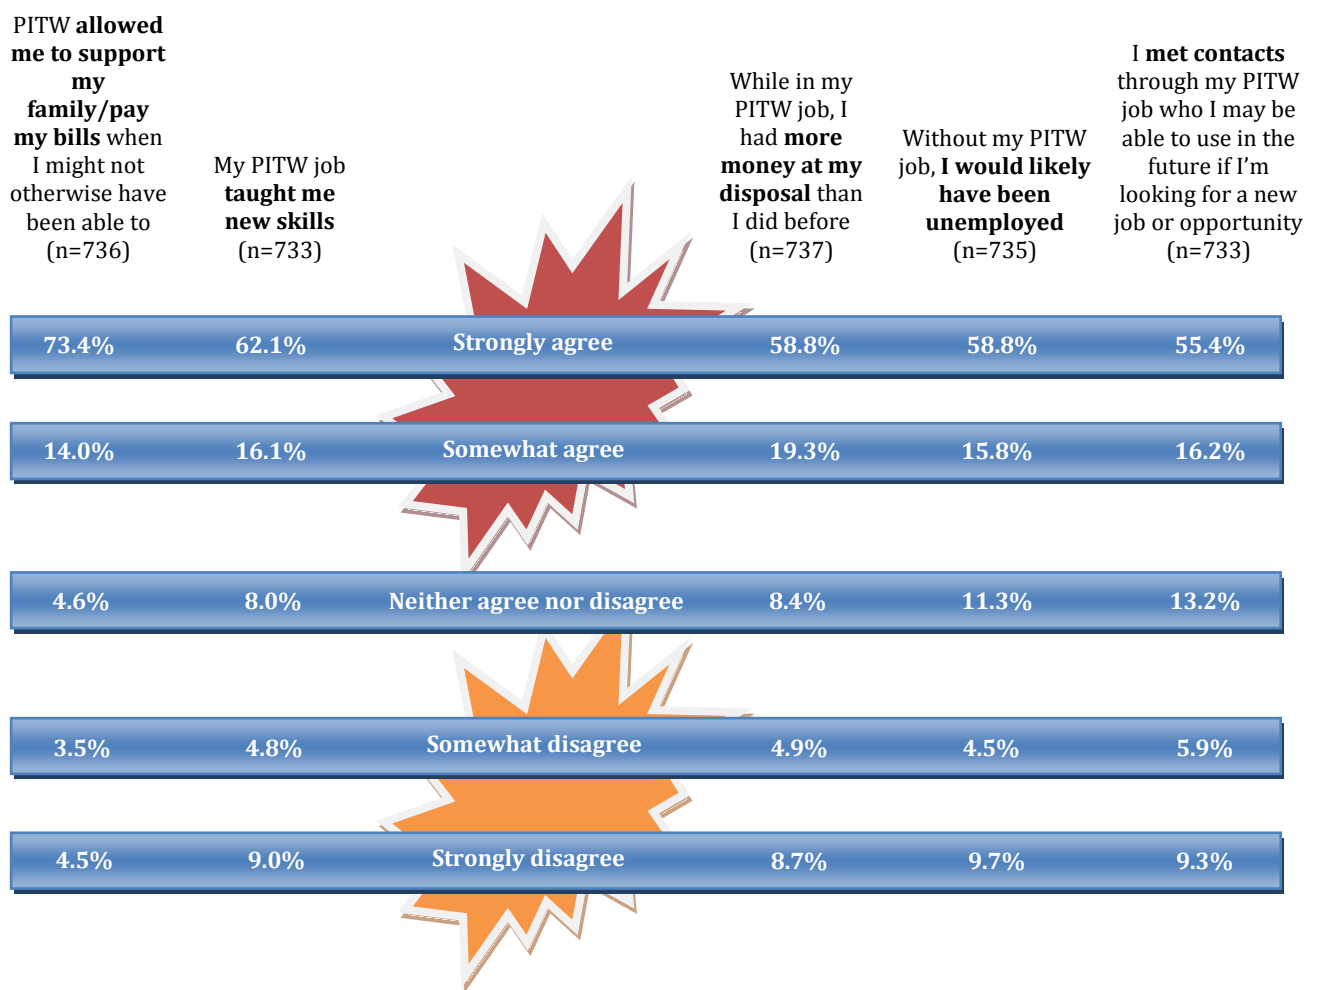 PITW allowed
me to support
my
family/pay
my bills when
I might not
otherwise have
been able to
(n=736)
My PITW job
taught me
new skills
(n=733)
While in my
PITW job, I
had more
money at my
disposal than
I did before
(n=737)
Without my PITW
job, I would likely
have been
unemployed
(n=735)
I met contacts
through my PITW
job who I may be
able to use in the
future if I’m
looking for a new
job or opportunity
(n=733)
73.4% 62.1% Strongly agree 58.8% 58.8% 55.4%
14.0% 16.1% Somewhat agree 19.3% 15.8% 16.2%
4.6% 8.0% Neither agree nor disagree 8.4% 11.3% 13.2%
3.5% 4.8% Somewhat disagree 4.9% 4.5% 5.9%
4.5% 9.0% Strongly disagree 8.7% 9.7% 9.3%